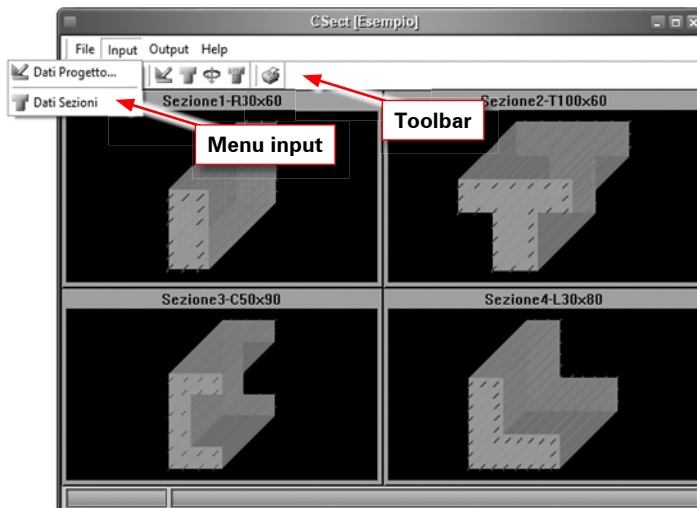 CSect [Esempio]
File Input Output Help
Dati Progetto...
Dati Sezioni
Sezione1-R30x60
Sezione2-T100x60
Toolbar
Menu input
Sezione3-C50x90
Sezione4-L30x80